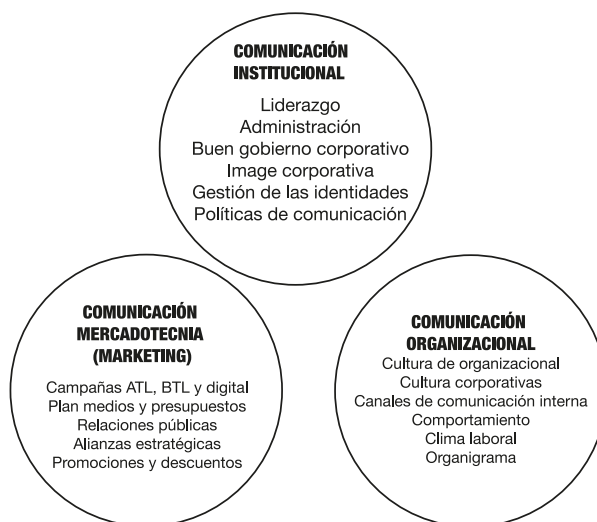 COMUNICACIÓN
INSTITUCIONAL
Liderazgo
Administración
Buen gobierno corporativo
Image corporativa
Gestión de las identidades
Políticas de comunicación
COMUNICACIÓN
MERCADOTECNIA
(MARKETING)
Campañas ATL, BTL y digital
Plan medios y presupuestos
Relaciones públicas
Alianzas estratégicas
Promociones y descuentos
COMUNICACIÓN
ORGANIZACIONAL
Cultura de organizacional
Cultura corporativas
Canales de comunicación interna
Comportamiento
Clima laboral
Organigrama